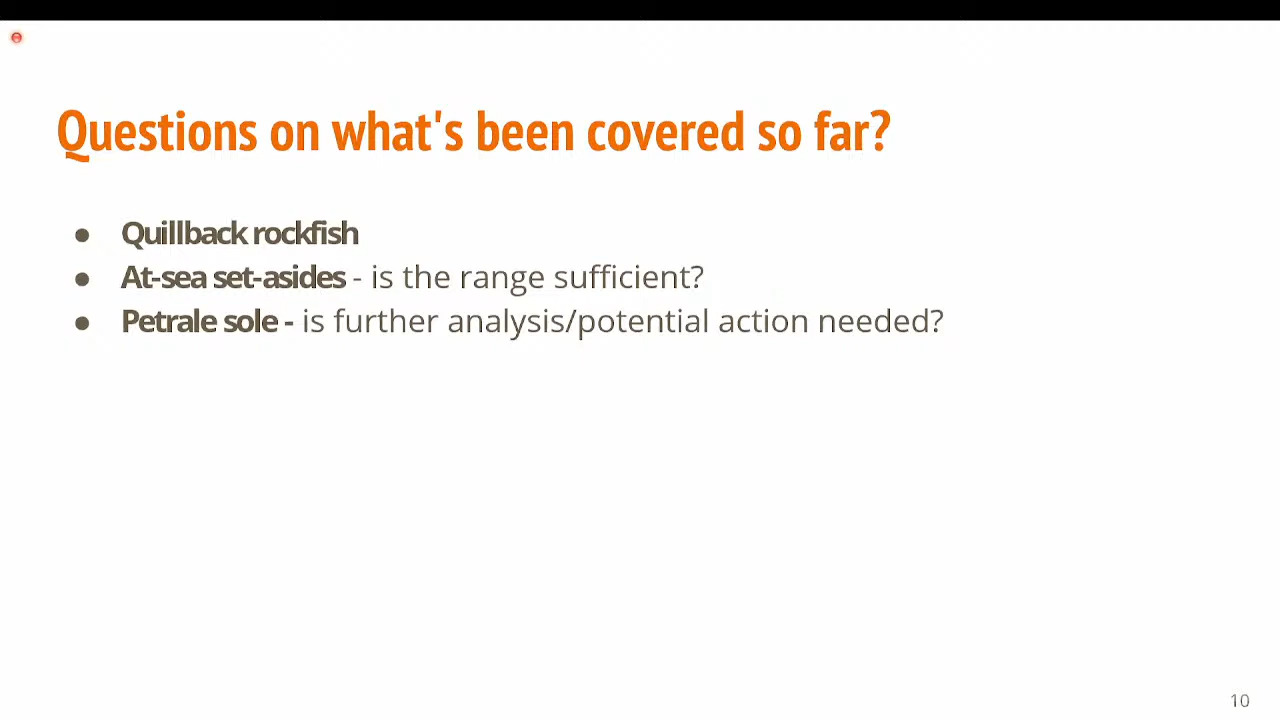 Questions on what's been covered so far?
● Quillback rockfish
● At-sea set-asides - is the range sufficient?
● Petrale sole - is further analysis/potential action needed?
10